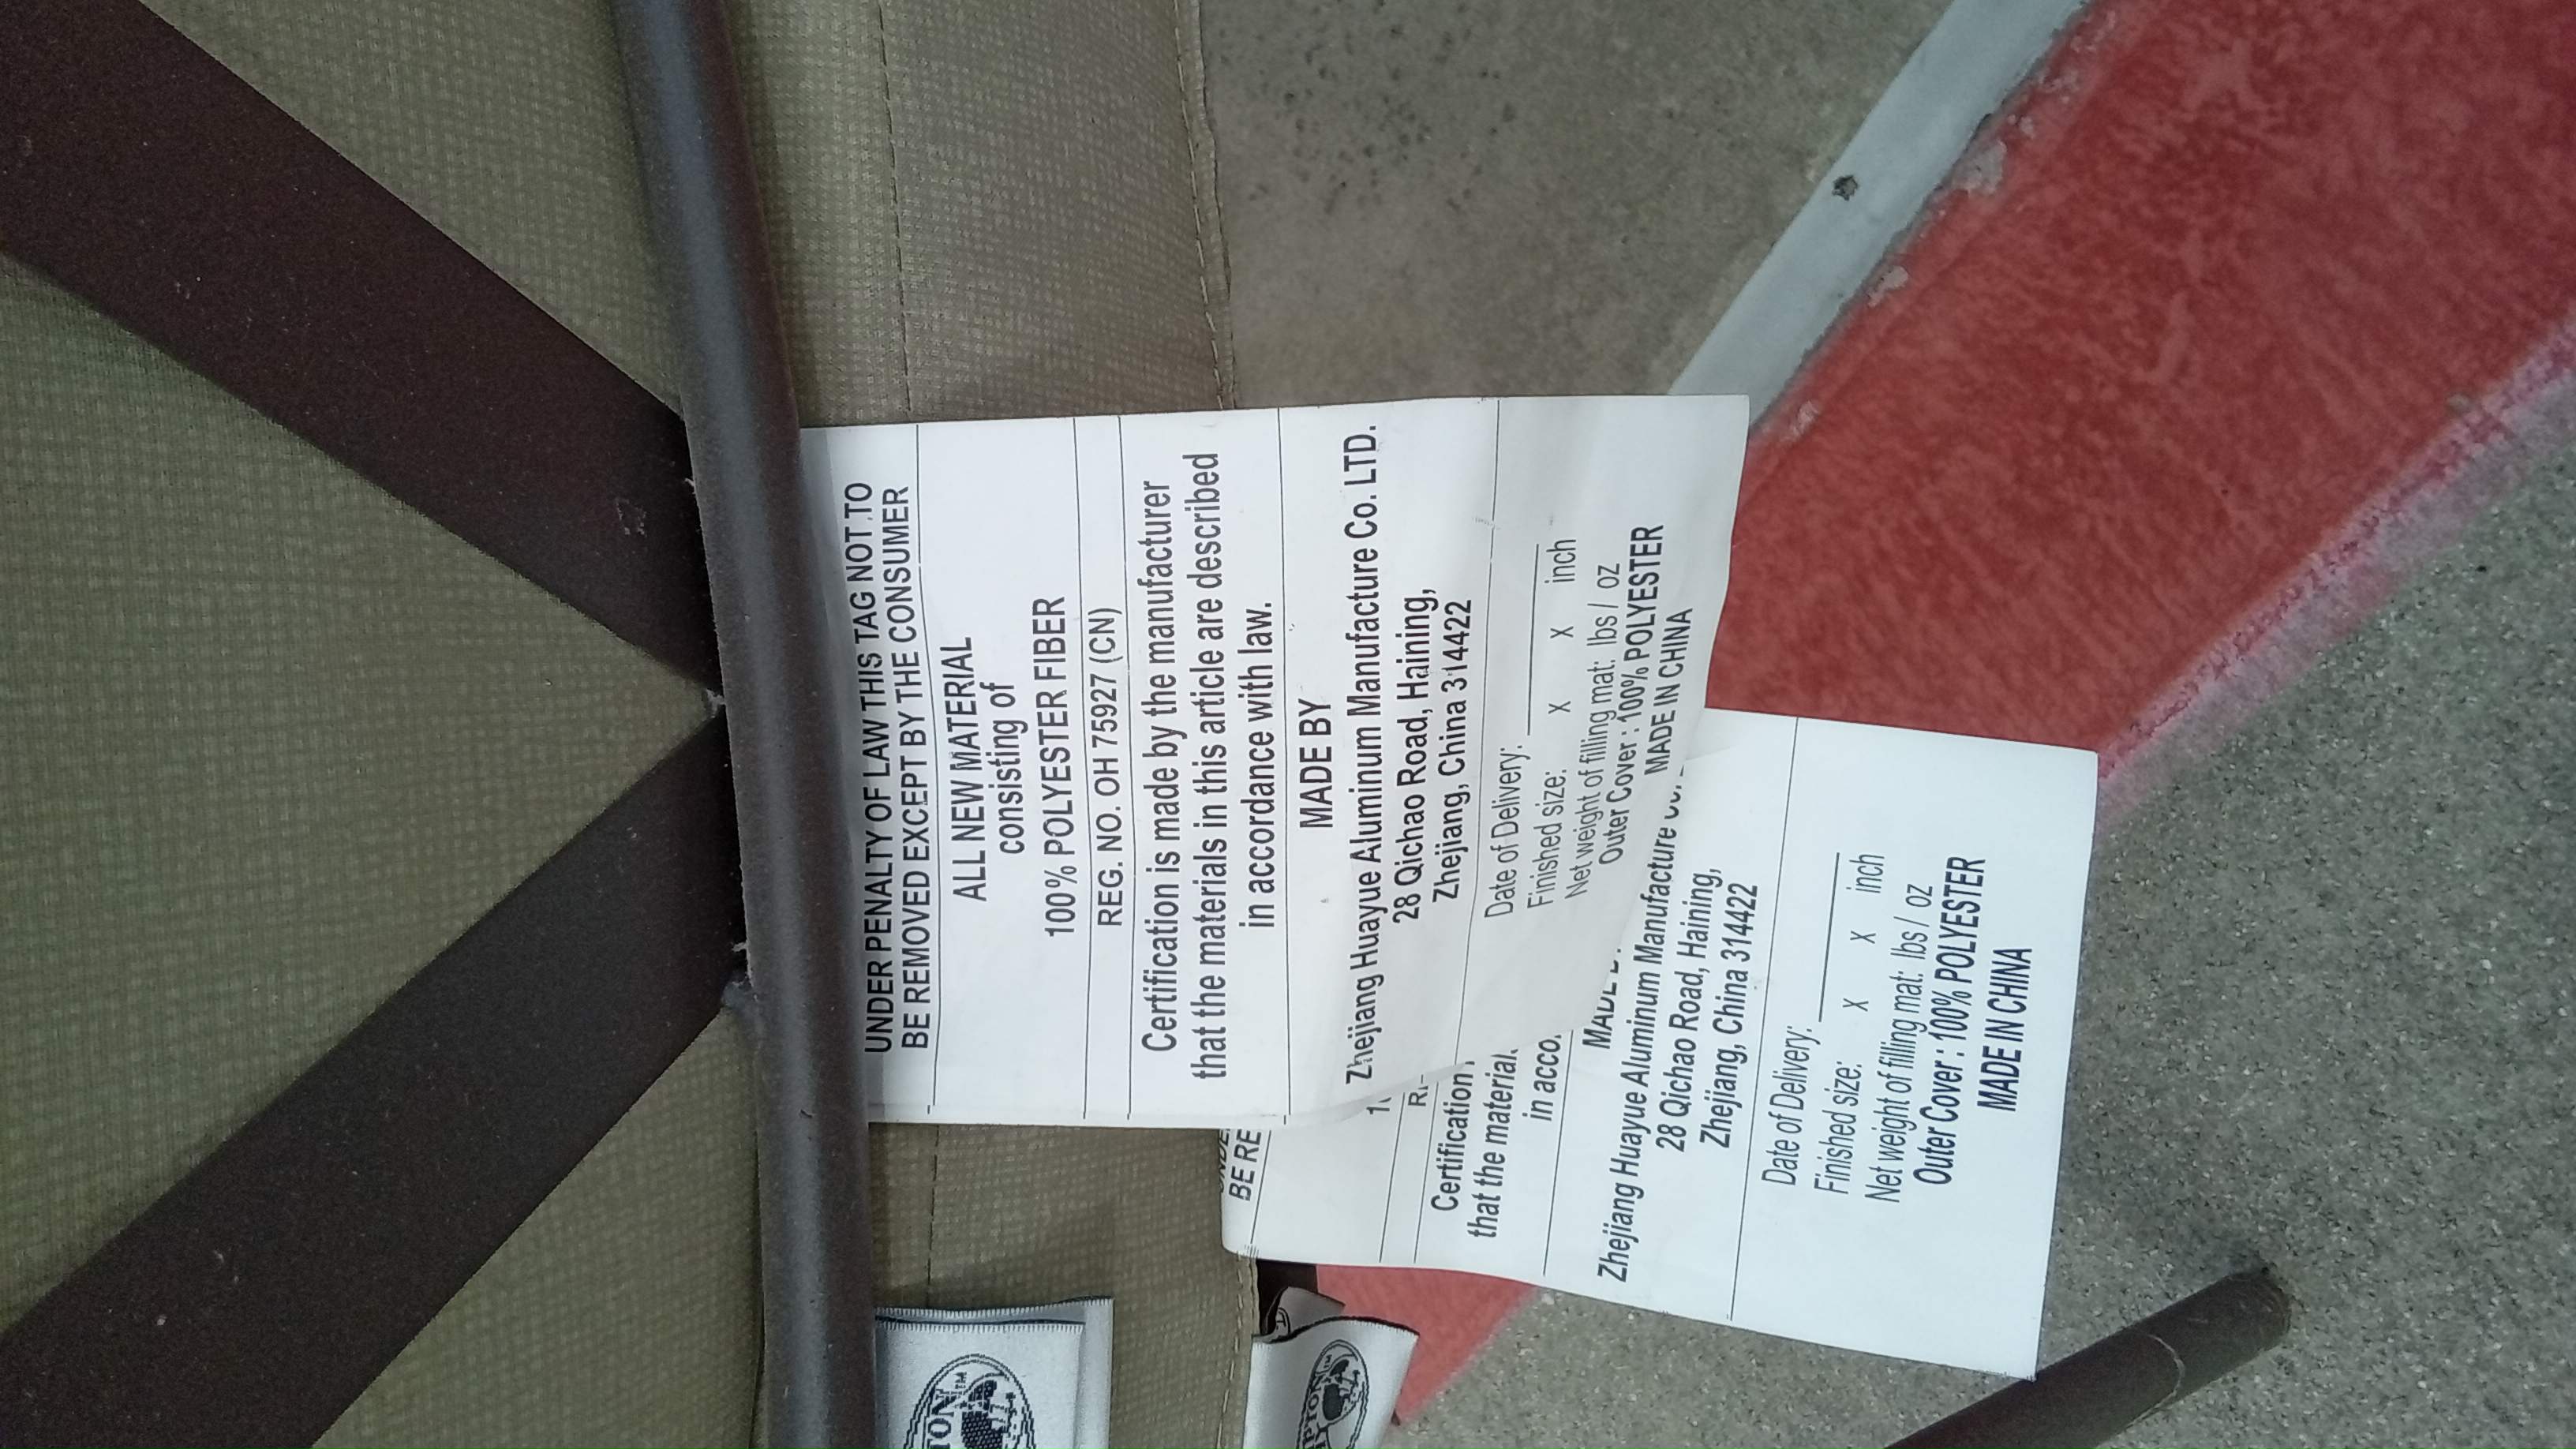 UNDER PENALTY OF LAW THIS TAG NOT TO
BE REMOVED EXCEPT BY THE CONSUMER
ALL NEW MATERIAL
consisting of
100% POLYESTER FIBER
REG. NO. OH 75927 (CN)
Certification is made by the manufacturer
that the materials in this article are described
in accordance with law.
MADE BY
Zhejiang Huayue Aluminum Manufacture Co. LTD.
28 Qichao Road, Haining,
Zhejiang, China 314422
Date of Delivery:
Finished size: X X inch
Net weight of filling mat: lbs / oz
Outer Cover : 100% POLYESTER
MADE IN CHINA
BE RE
Certification
that the material
in acco
MADE
Zhejiang Huayue Aluminum Manufacture
28 Qichao Road, Haining,
Zhejiang, China 314422
Date of Delivery:
Finished size: X X inch
Net weight of filling mat: lbs / oz
Outer Cover : 100% POLYESTER
MADE IN CHINA
TON™
PTON™